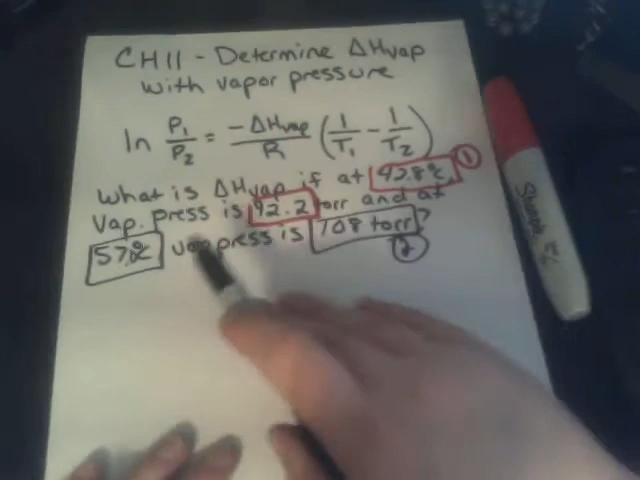 CH11 - Determine ΔHvap
with vapor pressure
ln P₁/P₂ = -ΔHvap/R (1/T₁ - 1/T₂)
What is ΔHvap if at 42.8°C ①
Vap. press is 92.2 torr and at
57.8°C vap press is 708 torr?
②
Sharpie